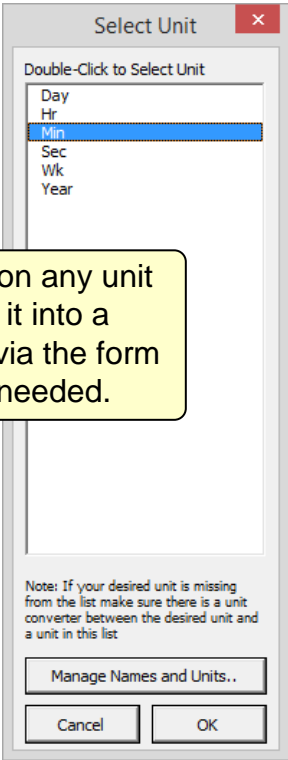 Select Unit
Double-Click to Select Unit
Day
Hr
Min
Sec
Wk
Year
on any unit
it into a
via the form
needed.
Note: If your desired unit is missing
from the list make sure there is a unit
converter between the desired unit and
a unit in this list
Manage Names and Units..
Cancel OK